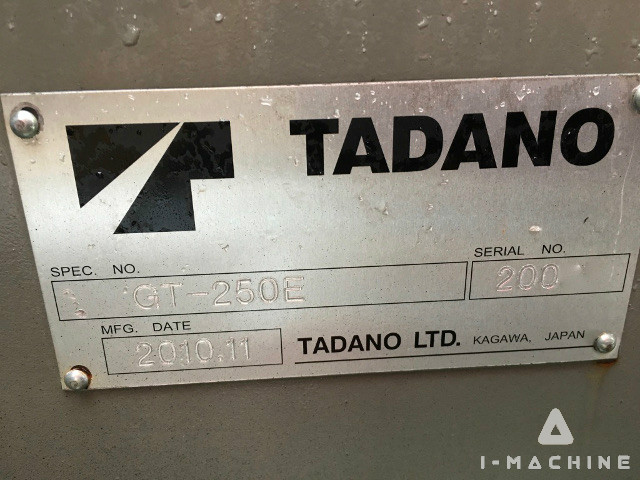 TADANO
SPEC. NO.
GT-250E
SERIAL NO.
200
MFG. DATE
2010.11
TADANO LTD. KAGAWA, JAPAN
I-MACHINE